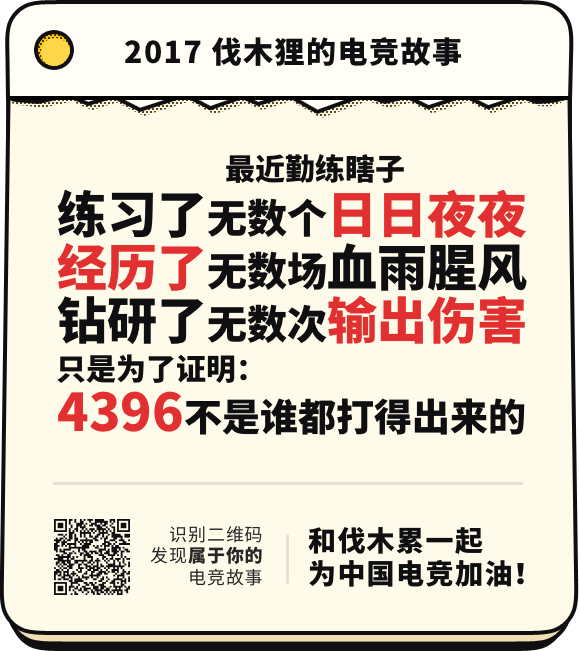 2017 伐木狸的电竞故事
最近勤练瞎子
练习了无数个日日夜夜
经历了无数场血雨腥风
钻研了无数次输出伤害
只是为了证明：
4396不是谁都打得出来的
识别二维码
发现属于你的
电竞故事
和伐木累一起
为中国电竞加油！